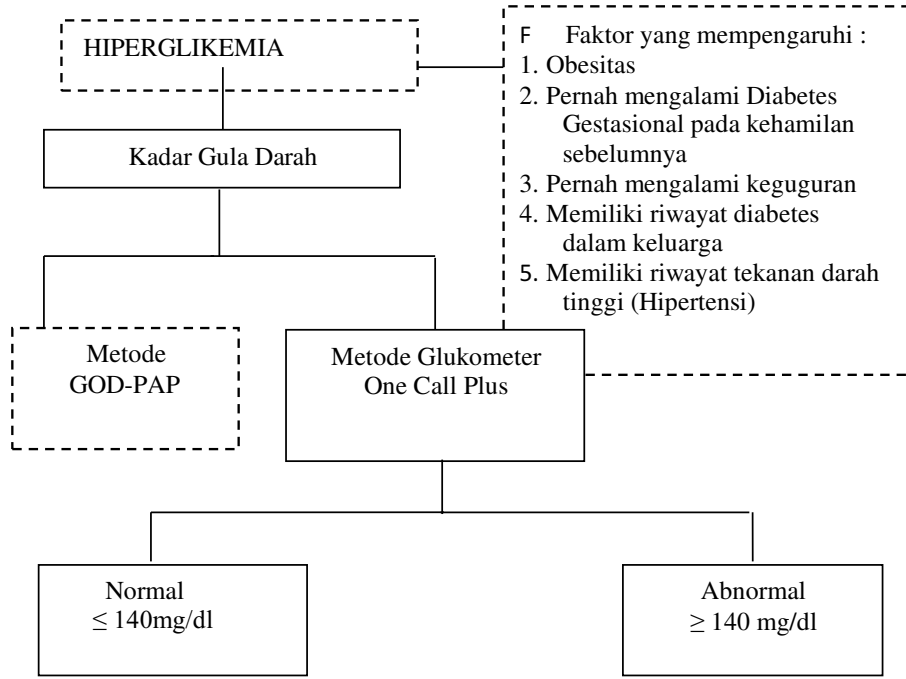 HIPERGLIKEMIA
F Faktor yang mempengaruhi :
1. Obesitas
2. Pernah mengalami Diabetes
Gestasional pada kehamilan
sebelumnya
3. Pernah mengalami keguguran
4. Memiliki riwayat diabetes
dalam keluarga
5. Memiliki riwayat tekanan darah
tinggi (Hipertensi)
Kadar Gula Darah
Metode
GOD-PAP
Metode Glukometer
One Call Plus
Normal
≤ 140mg/dl
Abnormal
≥ 140 mg/dl